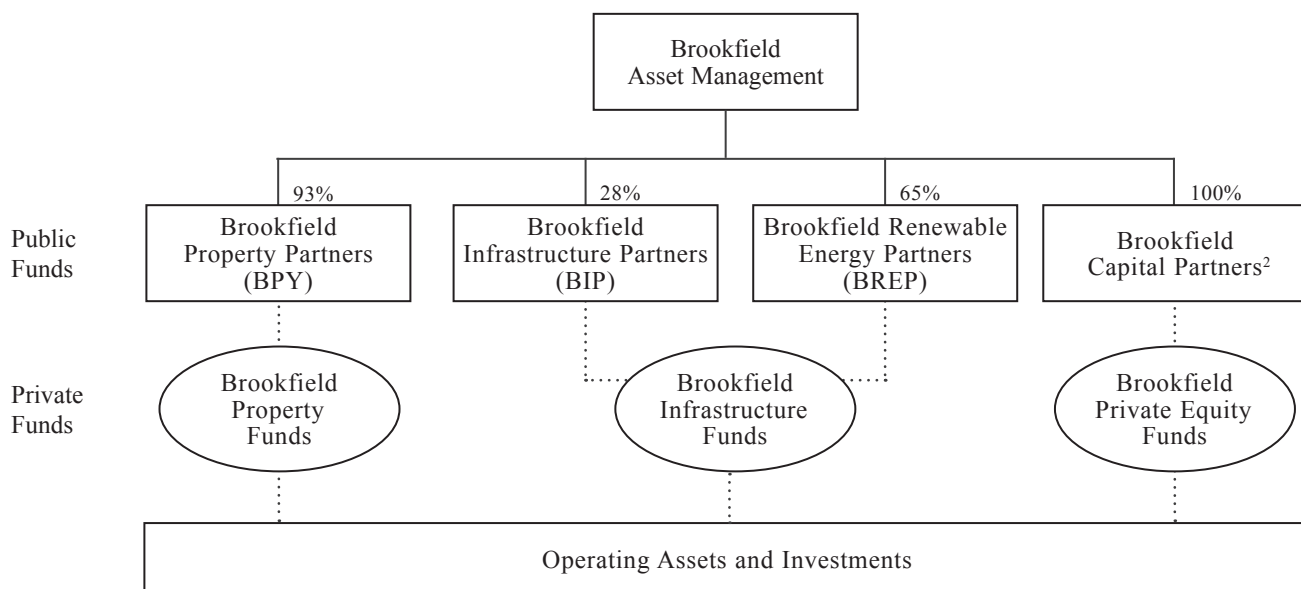 Brookfield
Asset Management
93%
28%
65%
100%
Public
Funds
Brookfield
Property Partners
(BPY)
Brookfield
Infrastructure Partners
(BIP)
Brookfield Renewable
Energy Partners
(BREP)
Brookfield
Capital Partners²
Private
Funds
Brookfield
Property
Funds
Brookfield
Infrastructure
Funds
Brookfield
Private Equity
Funds
Operating Assets and Investments